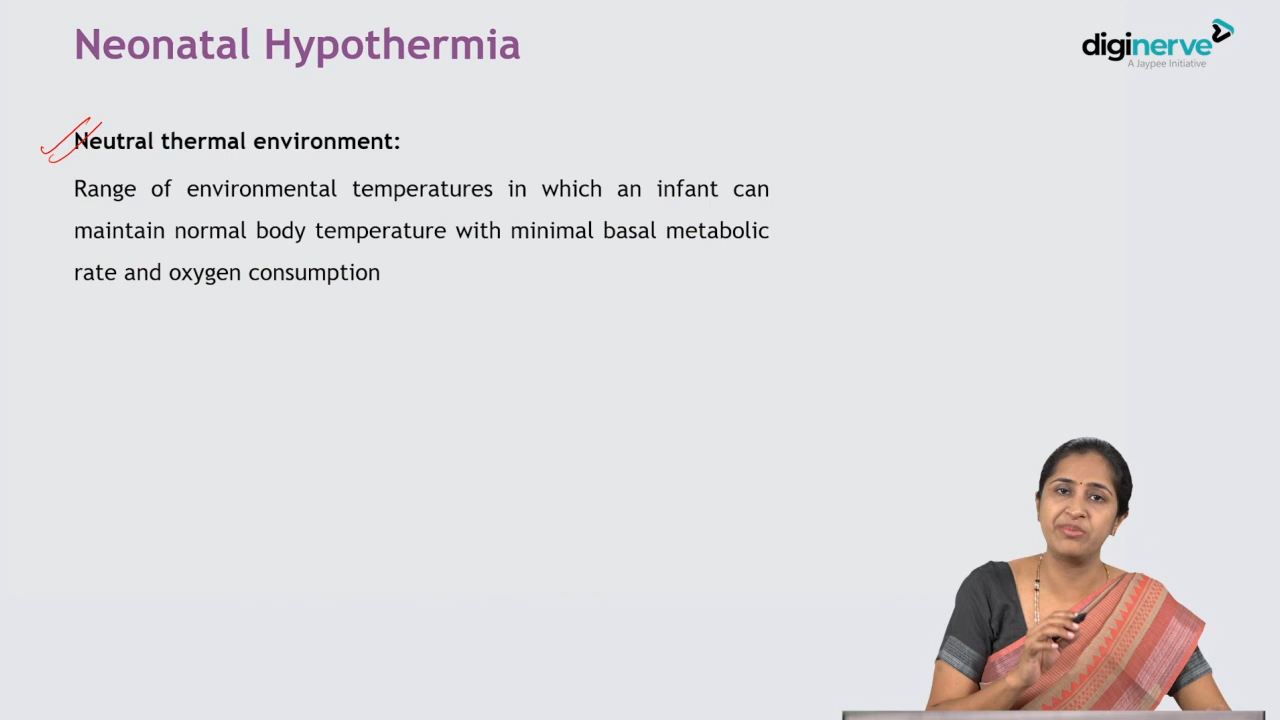 Neonatal Hypothermia
diginerve
A Jaypee Initiative
Neutral thermal environment:
Range of environmental temperatures in which an infant can
maintain normal body temperature with minimal basal metabolic
rate and oxygen consumption